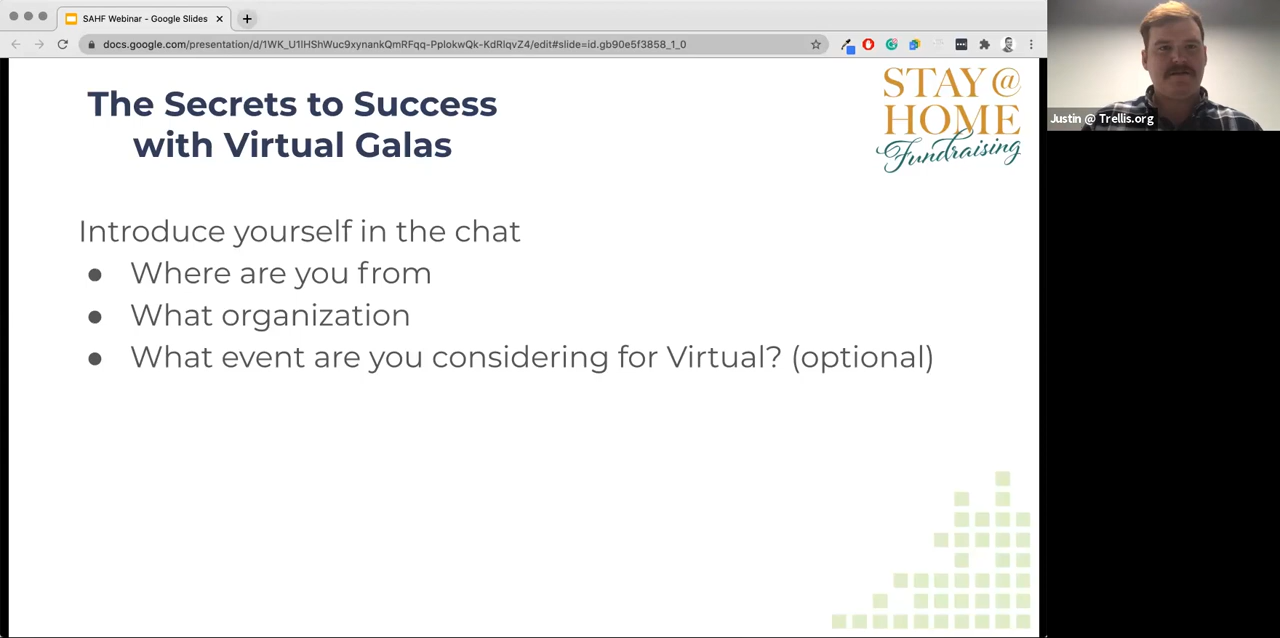 SAHF Webinar - Google Slides
docs.google.com/presentation/d/1WK_U1IHShWuc9xynankQmRFqq-PplokwQk-KdRlqvZ4/edit#slide=id.gb90e5f3858_1_0
The Secrets to Success
with Virtual Galas
STAY @
HOME
Fundraising
Justin @ Trellis.org
Introduce yourself in the chat
● Where are you from
● What organization
● What event are you considering for Virtual? (optional)